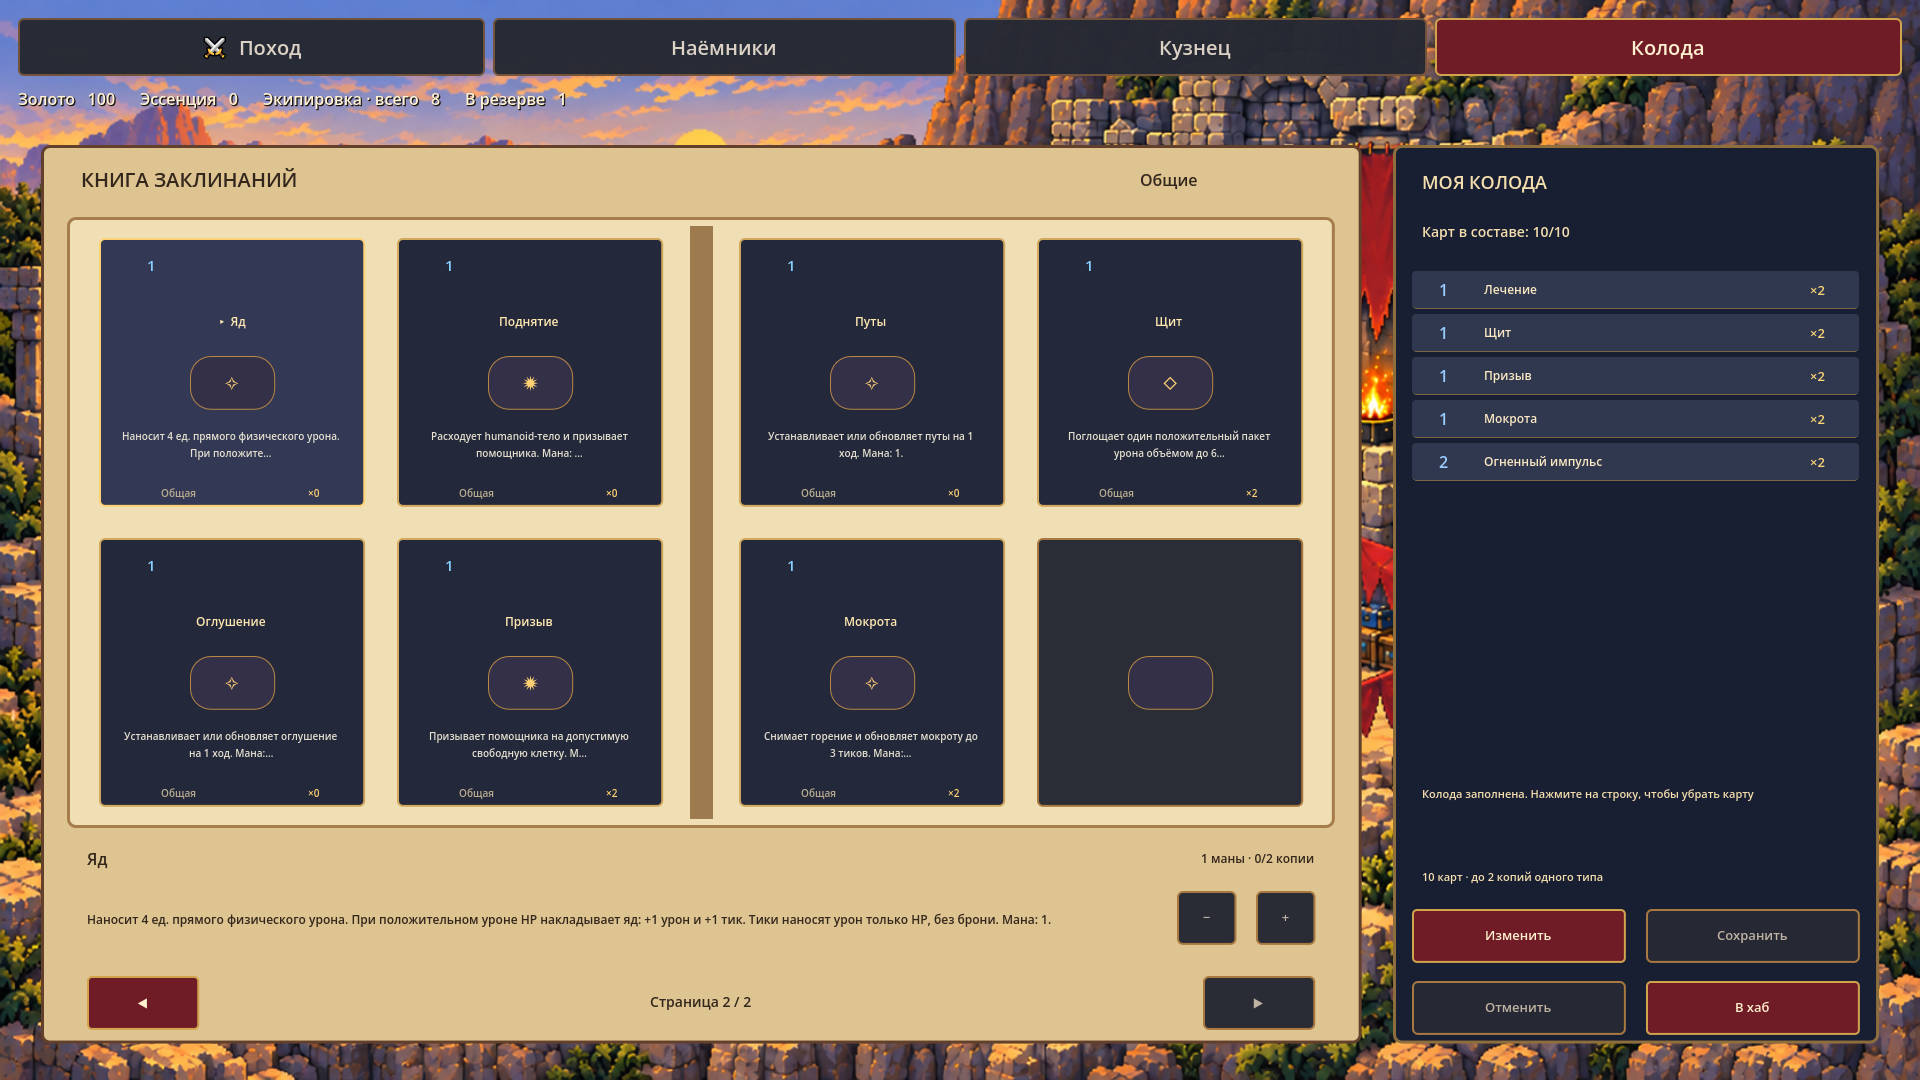 Поход
Наёмники
Кузнец
Колода
Золото 100 Эссенция 0 Экипировка · всего 8 В резерве 1
КНИГА ЗАКЛИНАНИЙ
Общие
1
‣ Яд
Наносит 4 ед. прямого физического урона.
При положите...
Общая ×0
1
Поднятие
Расходует humanoid-тело и призывает
помощника. Мана: ...
Общая ×0
1
Путы
Устанавливает или обновляет путы на 1
ход. Мана: 1.
Общая ×0
1
Щит
Поглощает один положительный пакет
урона объёмом до 6...
Общая ×2
1
Оглушение
Устанавливает или обновляет оглушение
на 1 ход. Мана:...
Общая ×0
1
Призыв
Призывает помощника на допустимую
свободную клетку. М...
Общая ×2
1
Мокрота
Снимает горение и обновляет мокроту до
3 тиков. Мана:...
Общая ×2
Яд
1 маны · 0/2 копии
Наносит 4 ед. прямого физического урона. При положительном уроне HP накладывает яд: +1 урон и +1 тик. Тики наносят урон только HP, без брони. Мана: 1.
− +
◀ Страница 2 / 2 ▶
МОЯ КОЛОДА
Карт в составе: 10/10
1 Лечение ×2
1 Щит ×2
1 Призыв ×2
1 Мокрота ×2
2 Огненный импульс ×2
Колода заполнена. Нажмите на строку, чтобы убрать карту
10 карт · до 2 копий одного типа
Изменить
Сохранить
Отменить
В хаб